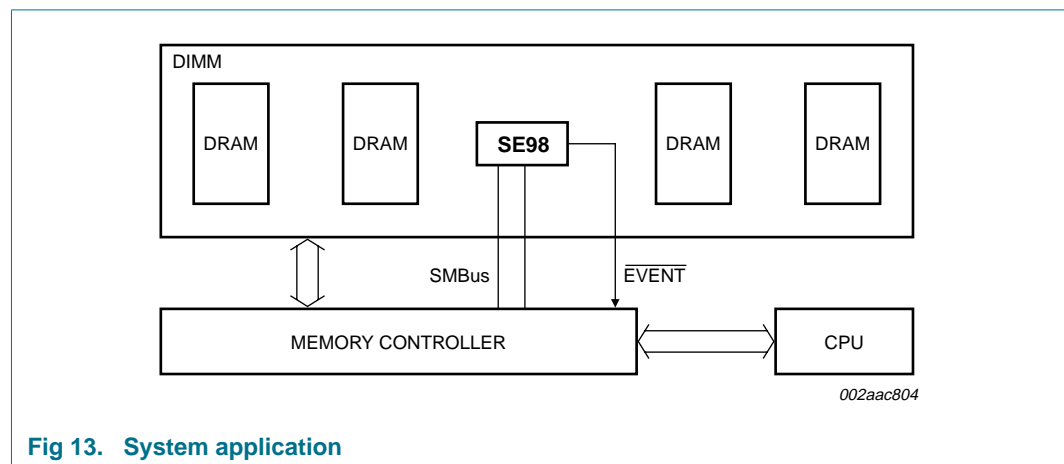 DIMM
DRAM
DRAM
SE98
DRAM
DRAM
SMBus
EVENT
MEMORY CONTROLLER
CPU
002aac804
Fig 13. System application